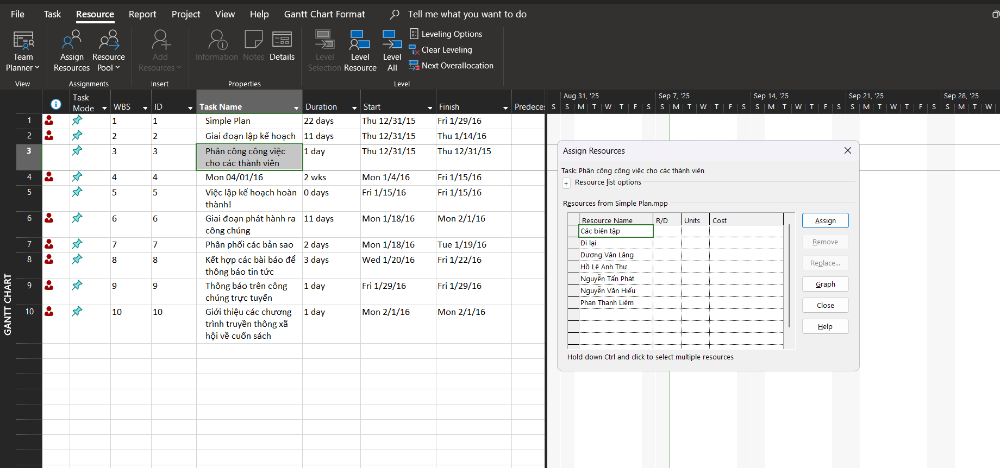 File Task Resource Report Project View Help Gantt Chart Format Tell me what you want to do
Team Planner
Assign Resources
Resource Pool
Add Resources
Information
Notes
Details
Level Selection
Level Resource
Level All
Leveling Options
Clear Leveling
Next Overallocation
View Assignments Insert Properties Level
Task Mode WBS ID Task Name Duration Start Finish Predeces
1 1 1 Simple Plan 22 days Thu 12/31/15 Fri 1/29/16
2 2 2 Giai đoạn lập kế hoạch 11 days Thu 12/31/15 Thu 1/14/16
3 3 3 Phân công công việc 1 day Thu 12/31/15 Thu 12/31/15
cho các thành viên
4 4 4 Mon 04/01/16 2 wks Mon 1/4/16 Fri 1/15/16
5 5 5 Việc lập kế hoạch hoàn 0 days Fri 1/15/16 Fri 1/15/16
thành!
6 6 6 Giai đoạn phát hành ra 11 days Mon 1/18/16 Mon 2/1/16
công chúng
7 7 7 Phân phối các bản sao 2 days Mon 1/18/16 Tue 1/19/16
8 8 8 Kết hợp các bài báo để 3 days Wed 1/20/16 Fri 1/22/16
thông báo tin tức
9 9 9 Thông báo trên công 1 day Fri 1/29/16 Fri 1/29/16
chúng trực tuyến
10 10 10 Giới thiệu các chương 1 day Mon 2/1/16 Mon 2/1/16
trình truyền thông xã
hội về cuốn sách
GANTT CHART
Aug 31, '25 Sep 7, '25 Sep 14, '25 Sep 21, '25 Sep 28, '25
S S M T W T F S S M T W T F S S M T W T F S S M T W T F S S M T W
Assign Resources
Task: Phân công công việc cho các thành viên
+ Resource list options
Resources from Simple Plan.mpp
Resource Name R/D Units Cost
Các biên tập
Đi lại
Dương Văn Lăng
Hồ Lê Anh Thư
Nguyễn Tấn Phát
Nguyễn Văn Hiếu
Phan Thanh Liêm
Assign
Remove
Replace...
Graph
Close
Help
Hold down Ctrl and click to select multiple resources